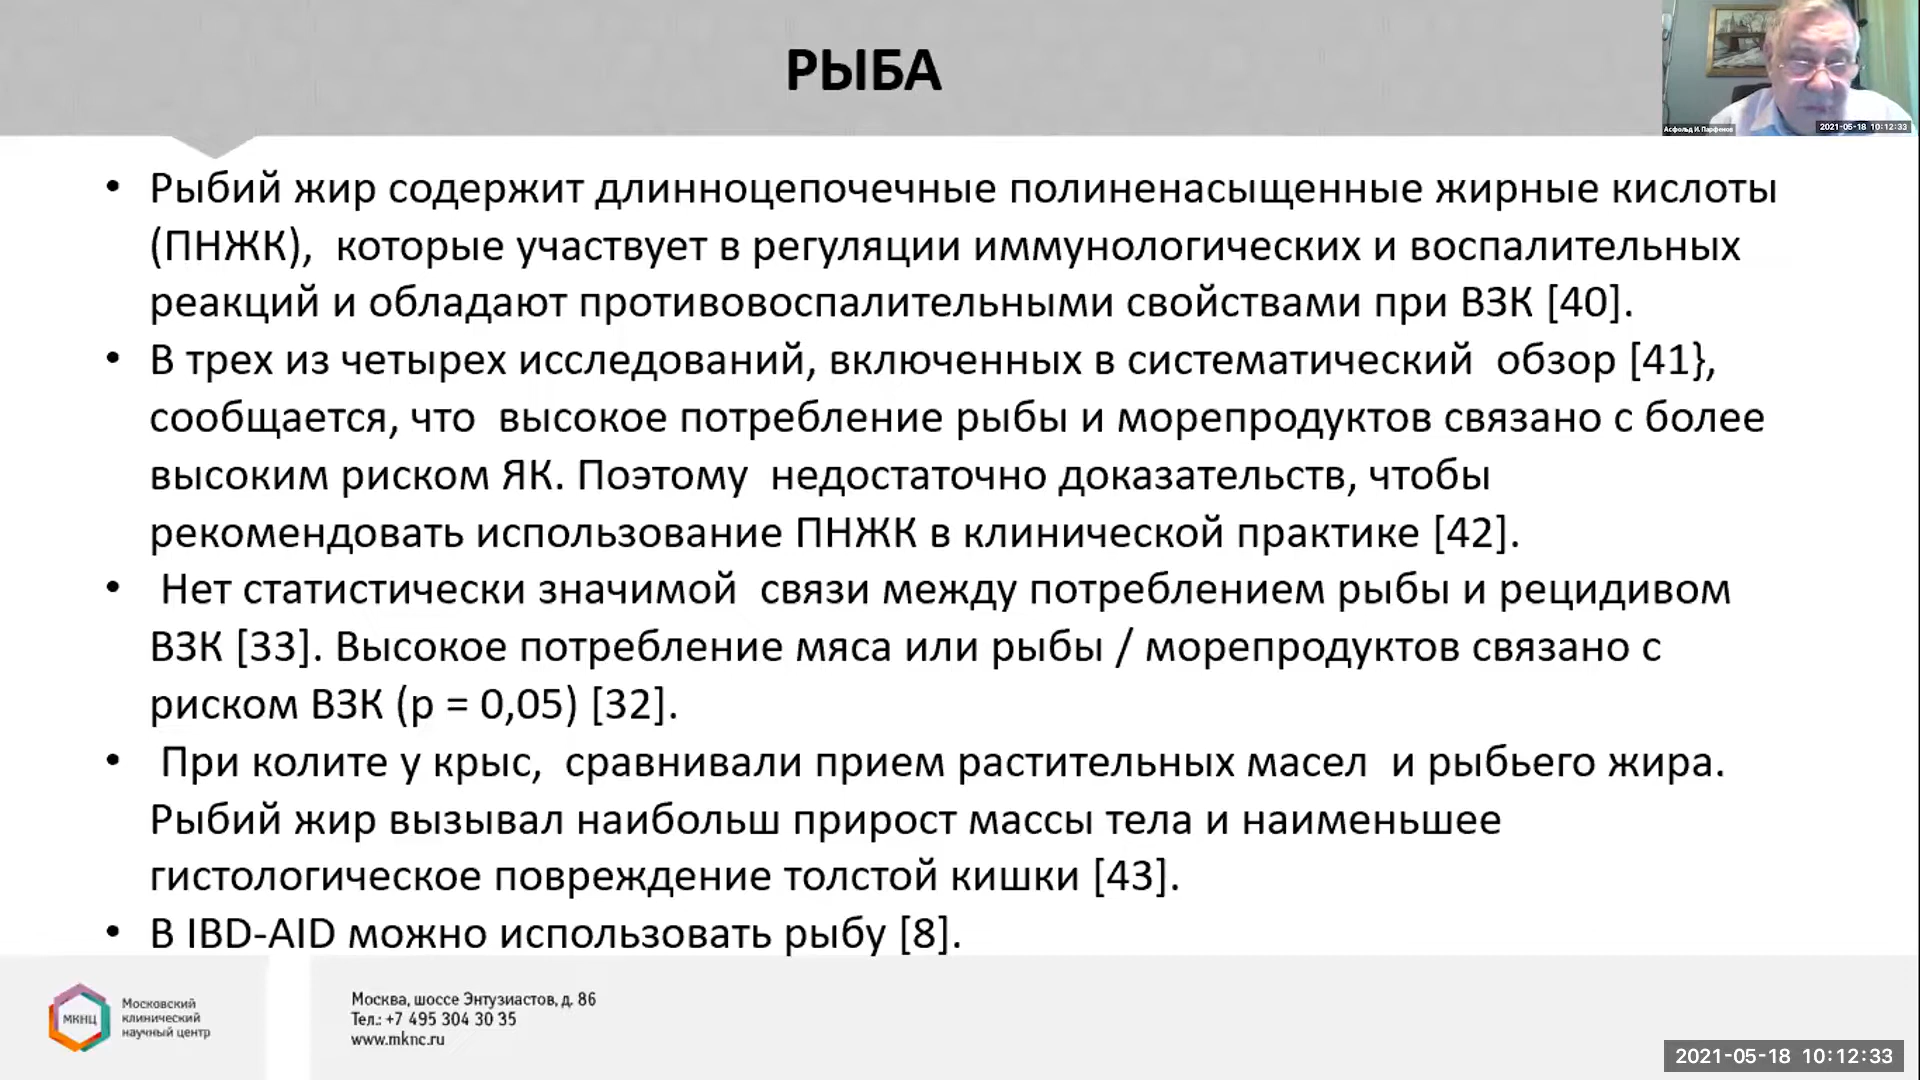 РЫБА
Асфольд И. Парфенов
2021-05-18 10:12:33
• Рыбий жир содержит длинноцепочечные полиненасыщенные жирные кислоты
(ПНЖК), которые участвует в регуляции иммунологических и воспалительных
реакций и обладают противовоспалительными свойствами при ВЗК [40].
• В трех из четырех исследований, включенных в систематический обзор [41},
сообщается, что высокое потребление рыбы и морепродуктов связано с более
высоким риском ЯК. Поэтому недостаточно доказательств, чтобы
рекомендовать использование ПНЖК в клинической практике [42].
• Нет статистически значимой связи между потреблением рыбы и рецидивом
ВЗК [33]. Высокое потребление мяса или рыбы / морепродуктов связано с
риском ВЗК (р = 0,05) [32].
• При колите у крыс, сравнивали прием растительных масел и рыбьего жира.
Рыбий жир вызывал наибольш прирост массы тела и наименьшее
гистологическое повреждение толстой кишки [43].
• В IBD-AID можно использовать рыбу [8].
МКНЦ
Московский
клинический
научный центр
Москва, шоссе Энтузиастов, д. 86
Тел.: +7 495 304 30 35
www.mknc.ru
2021-05-18 10:12:33